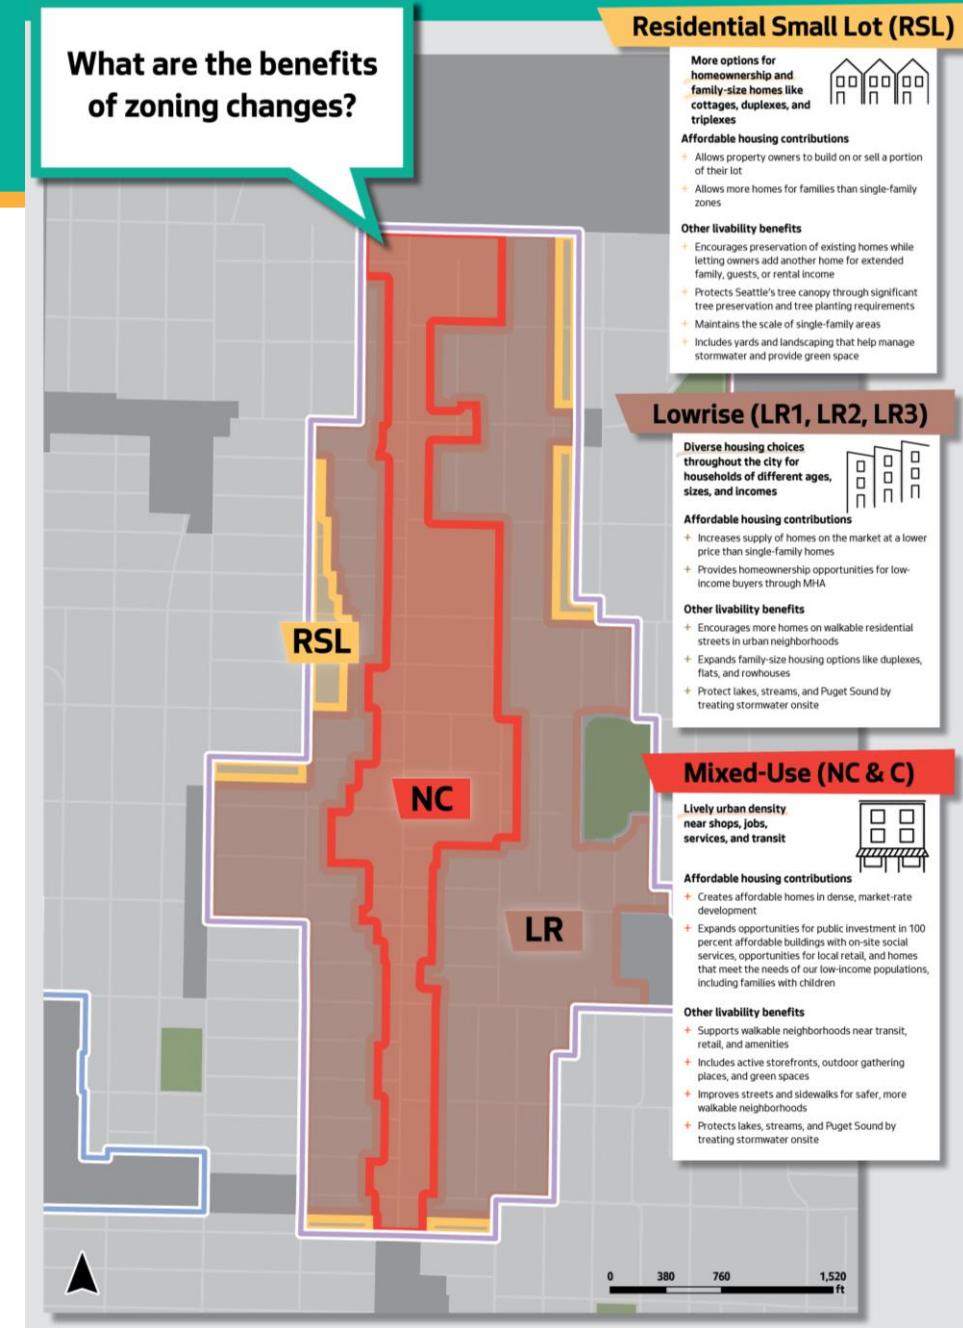 What are the benefits
of zoning changes?
Residential Small Lot (RSL)
More options for
homeownership and
family-size homes like
cottages, duplexes, and
triplexes
Affordable housing contributions
+ Allows property owners to build on or sell a portion
of their lot
+ Allows more homes for families than single-family
zones
Other livability benefits
+ Encourages preservation of existing homes while
letting owners add another home for extended
family, guests, or rental income
+ Protects Seattle's tree canopy through significant
tree preservation and tree planting requirements
+ Maintains the scale of single-family areas
+ Includes yards and landscaping that help manage
stormwater and provide green space
Lowrise (LR1, LR2, LR3)
Diverse housing choices
throughout the city for
households of different ages,
sizes, and incomes
Affordable housing contributions
+ Increases supply of homes on the market at a lower
price than single-family homes
+ Provides homeownership opportunities for low-
income buyers through MHA
Other livability benefits
+ Encourages more homes on walkable residential
streets in urban neighborhoods
+ Expands family-size housing options like duplexes,
flats, and rowhouses
+ Protect lakes, streams, and Puget Sound by
treating stormwater onsite
Mixed-Use (NC & C)
Lively urban density
near shops, jobs,
services, and transit
Affordable housing contributions
+ Creates affordable homes in dense, market-rate
development
+ Expands opportunities for public investment in 100
percent affordable buildings with on-site social
services, opportunities for local retail, and homes
that meet the needs of our low-income populations,
including families with children
Other livability benefits
+ Supports walkable neighborhoods near transit,
retail, and amenities
+ Includes active storefronts, outdoor gathering
places, and green spaces
+ Improves streets and sidewalks for safer, more
walkable neighborhoods
+ Protects lakes, streams, and Puget Sound by
treating stormwater onsite
RSL
NC
LR
0 380 760 1,520
ft